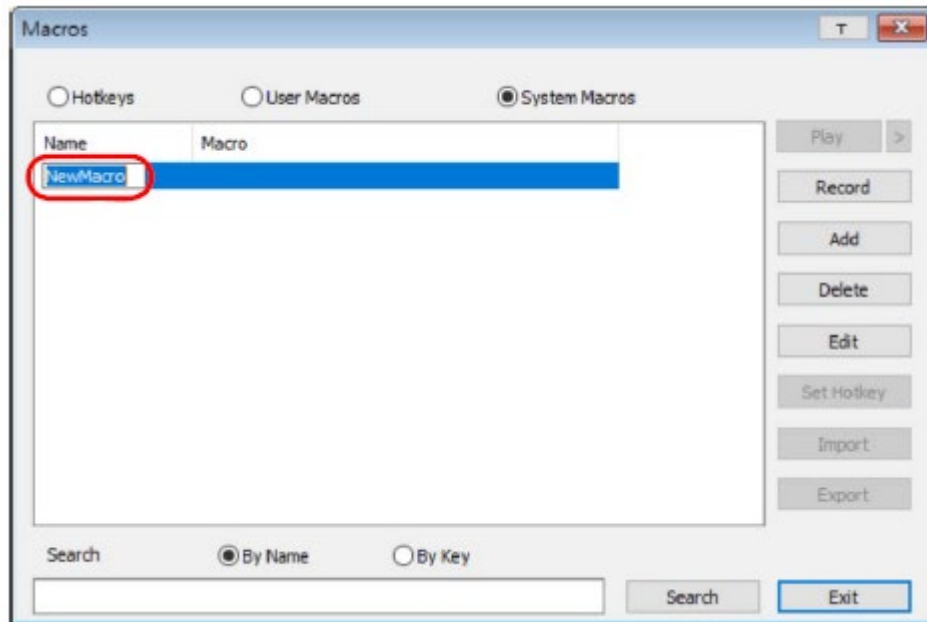 Macros
T
Hotkeys User Macros System Macros
Name Macro
Play >
NewMacro
Record
Add
Delete
Edit
Set Hotkey
Import
Export
Search By Name By Key
Search Exit